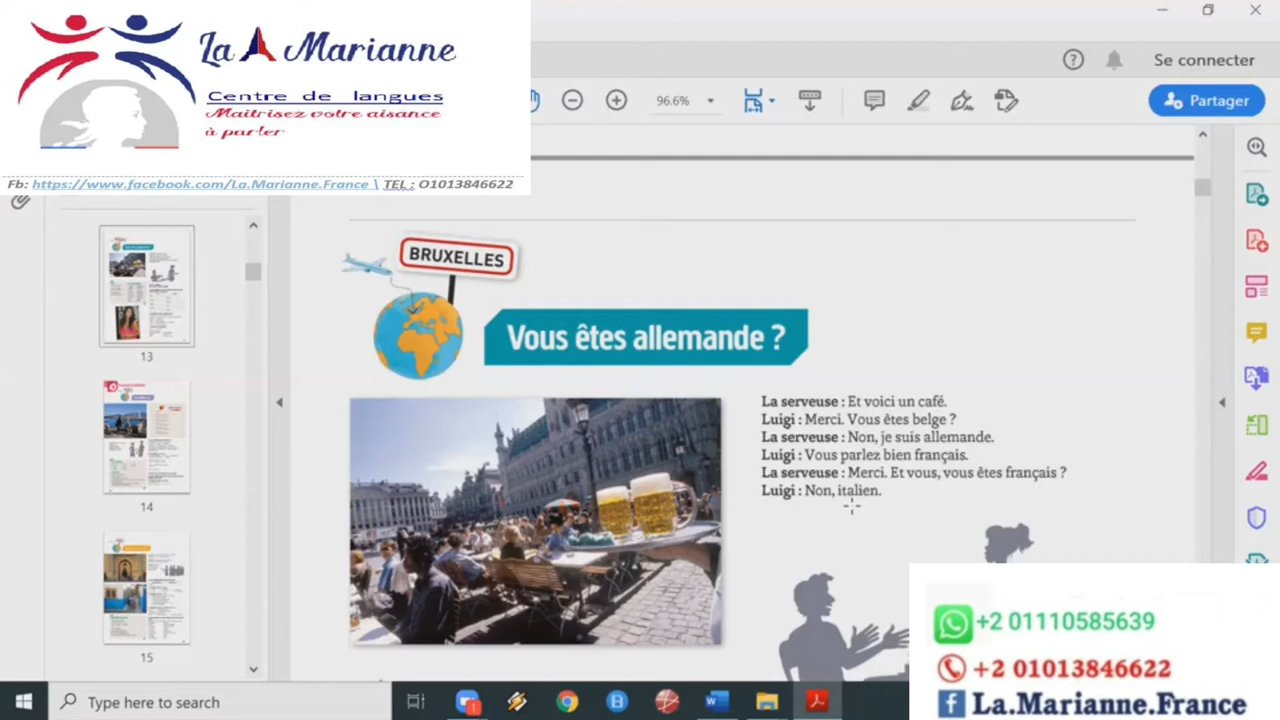 La Marianne
Centre de langues
Maitrisez votre aisance
à parler
Fb: https://www.facebook.com/La.Marianne.France \ TEL : O1013846622
Se connecter
96.6%
Partager
BRUXELLES
Vous êtes allemande ?
La serveuse : Et voici un café.
Luigi : Merci. Vous êtes belge ?
La serveuse : Non, je suis allemande.
Luigi : Vous parlez bien français.
La serveuse : Merci. Et vous, vous êtes français ?
Luigi : Non, italien.
13
14
15
+2 01110585639
+2 01013846622
La.Marianne.France
Type here to search
1